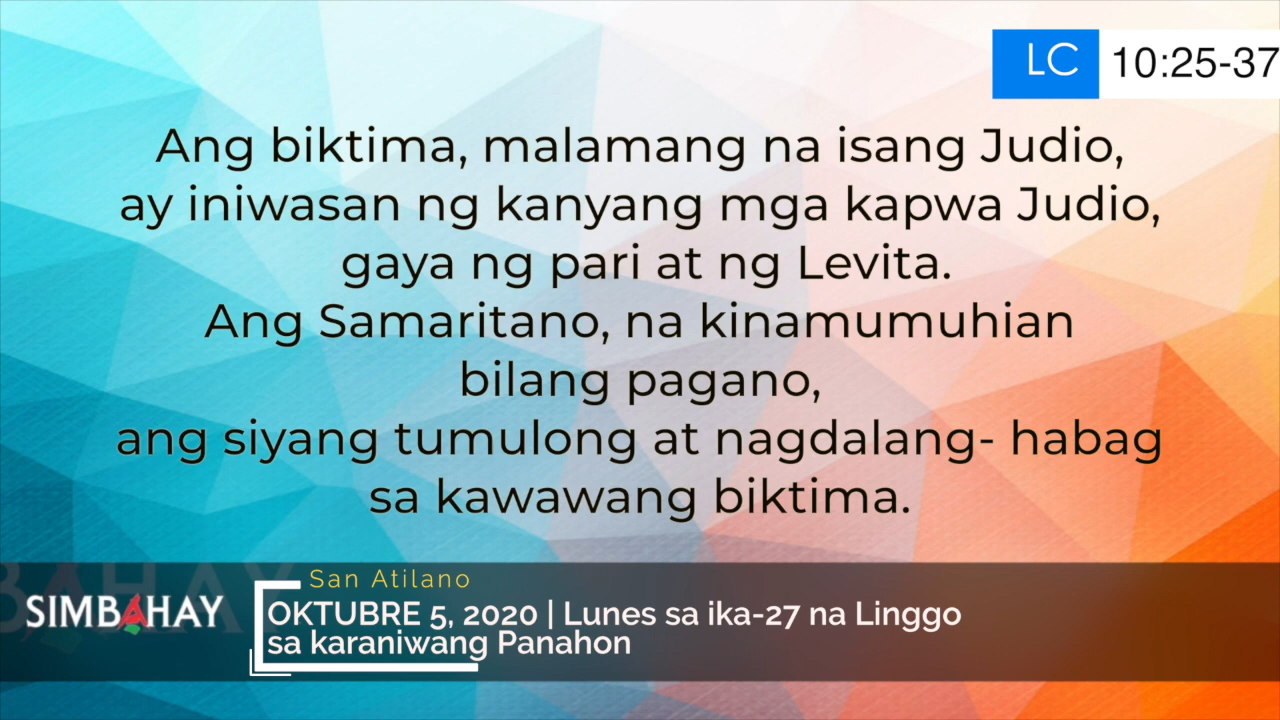 LC 10:25-37
Ang biktima, malamang na isang Judio,
ay iniwasan ng kanyang mga kapwa Judio,
gaya ng pari at ng Levita.
Ang Samaritano, na kinamumuhian
bilang pagano,
ang siyang tumulong at nagdalang- habag
sa kawawang biktima.
San Atilano
SIMBAHAY
OKTUBRE 5, 2020 | Lunes sa ika-27 na Linggo
sa karaniwang Panahon